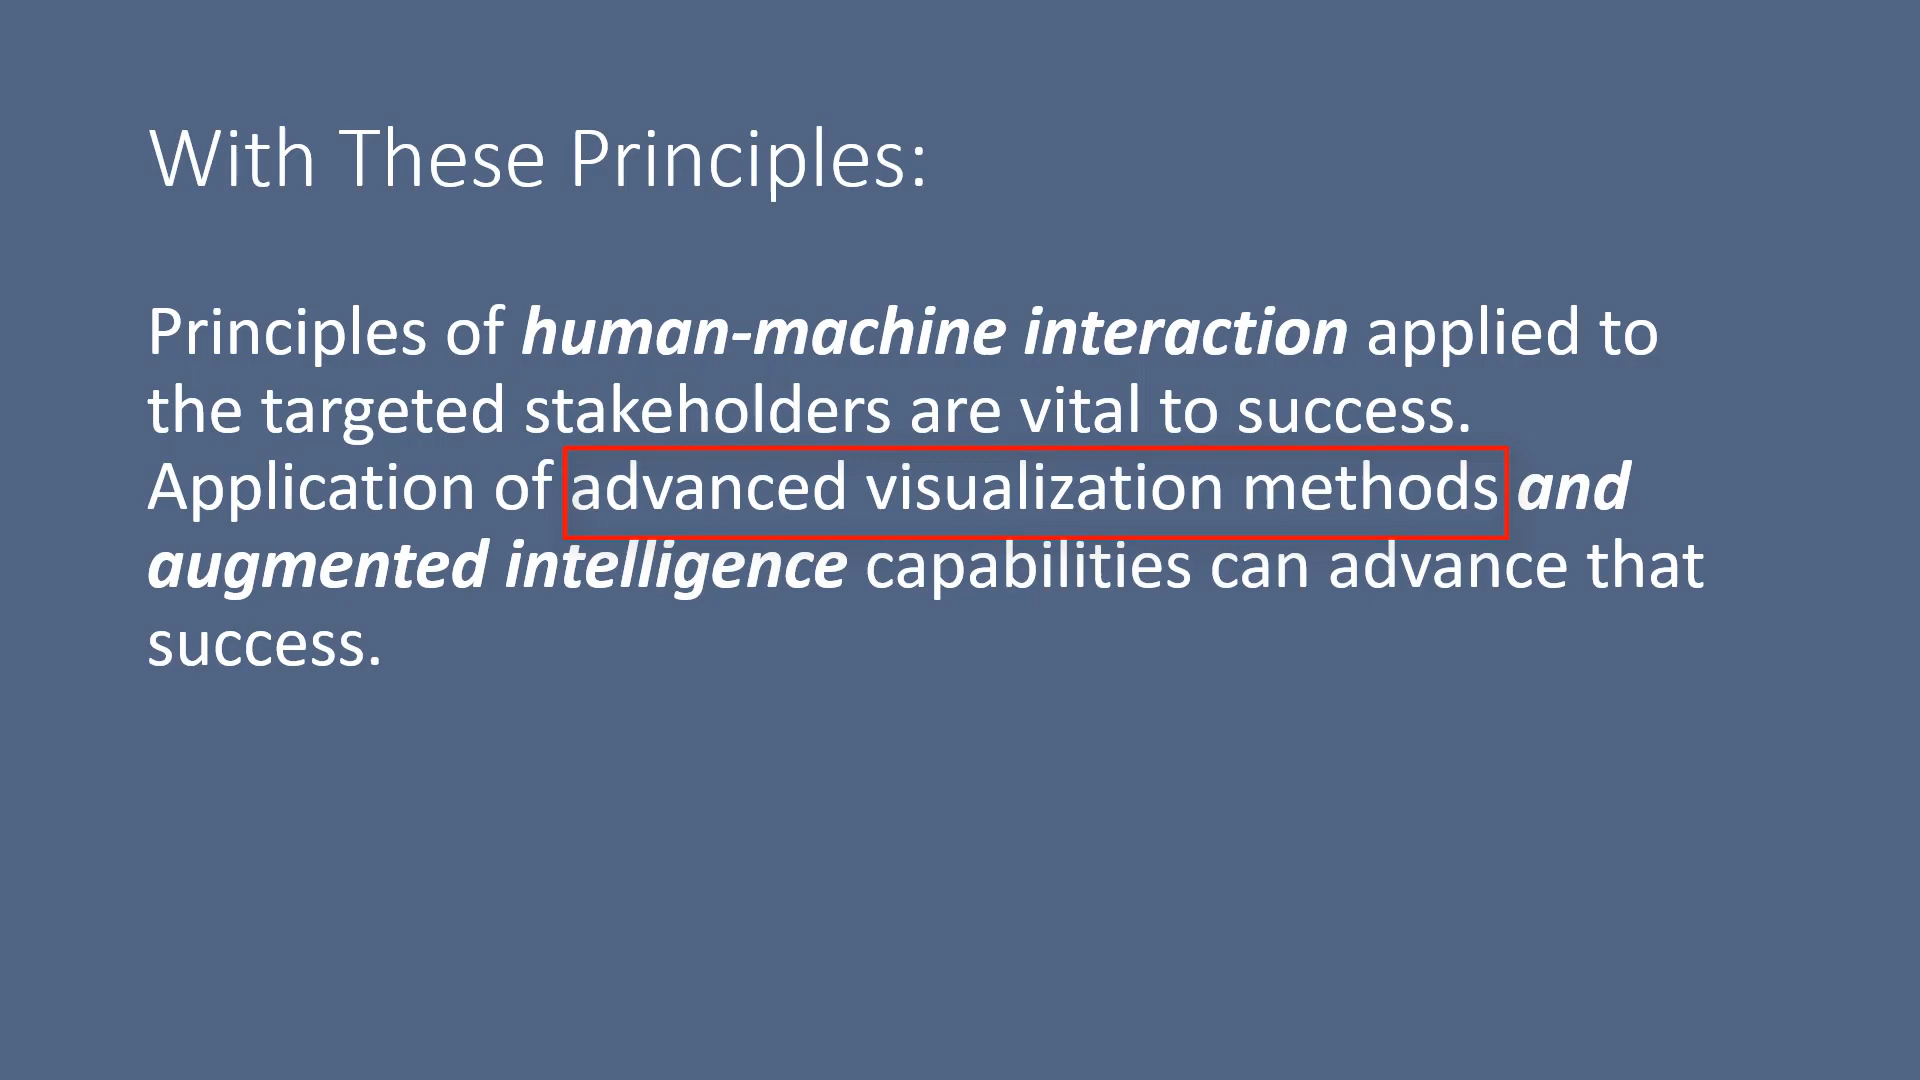 With These Principles:
Principles of human-machine interaction applied to
the targeted stakeholders are vital to success.
Application of advanced visualization methods and
augmented intelligence capabilities can advance that
success.